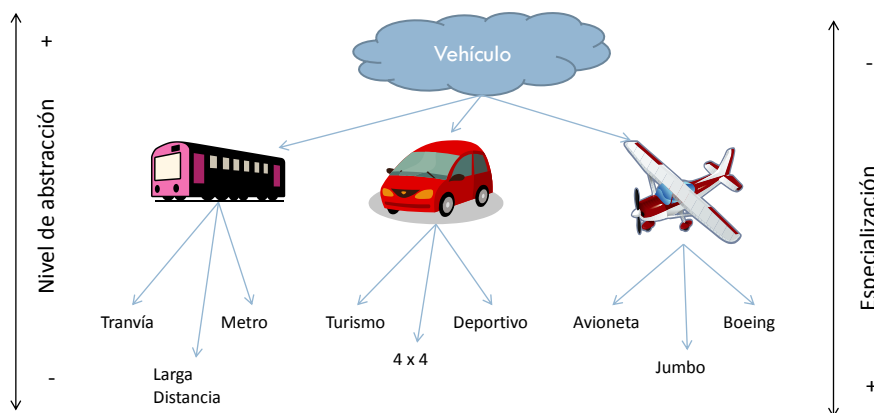 +
Vehículo
-
Nivel de abstracción
Especialización
Tranvía
Metro
Turismo
Deportivo
Avioneta
Boeing
4 x 4
Jumbo
Larga
Distancia
-
+